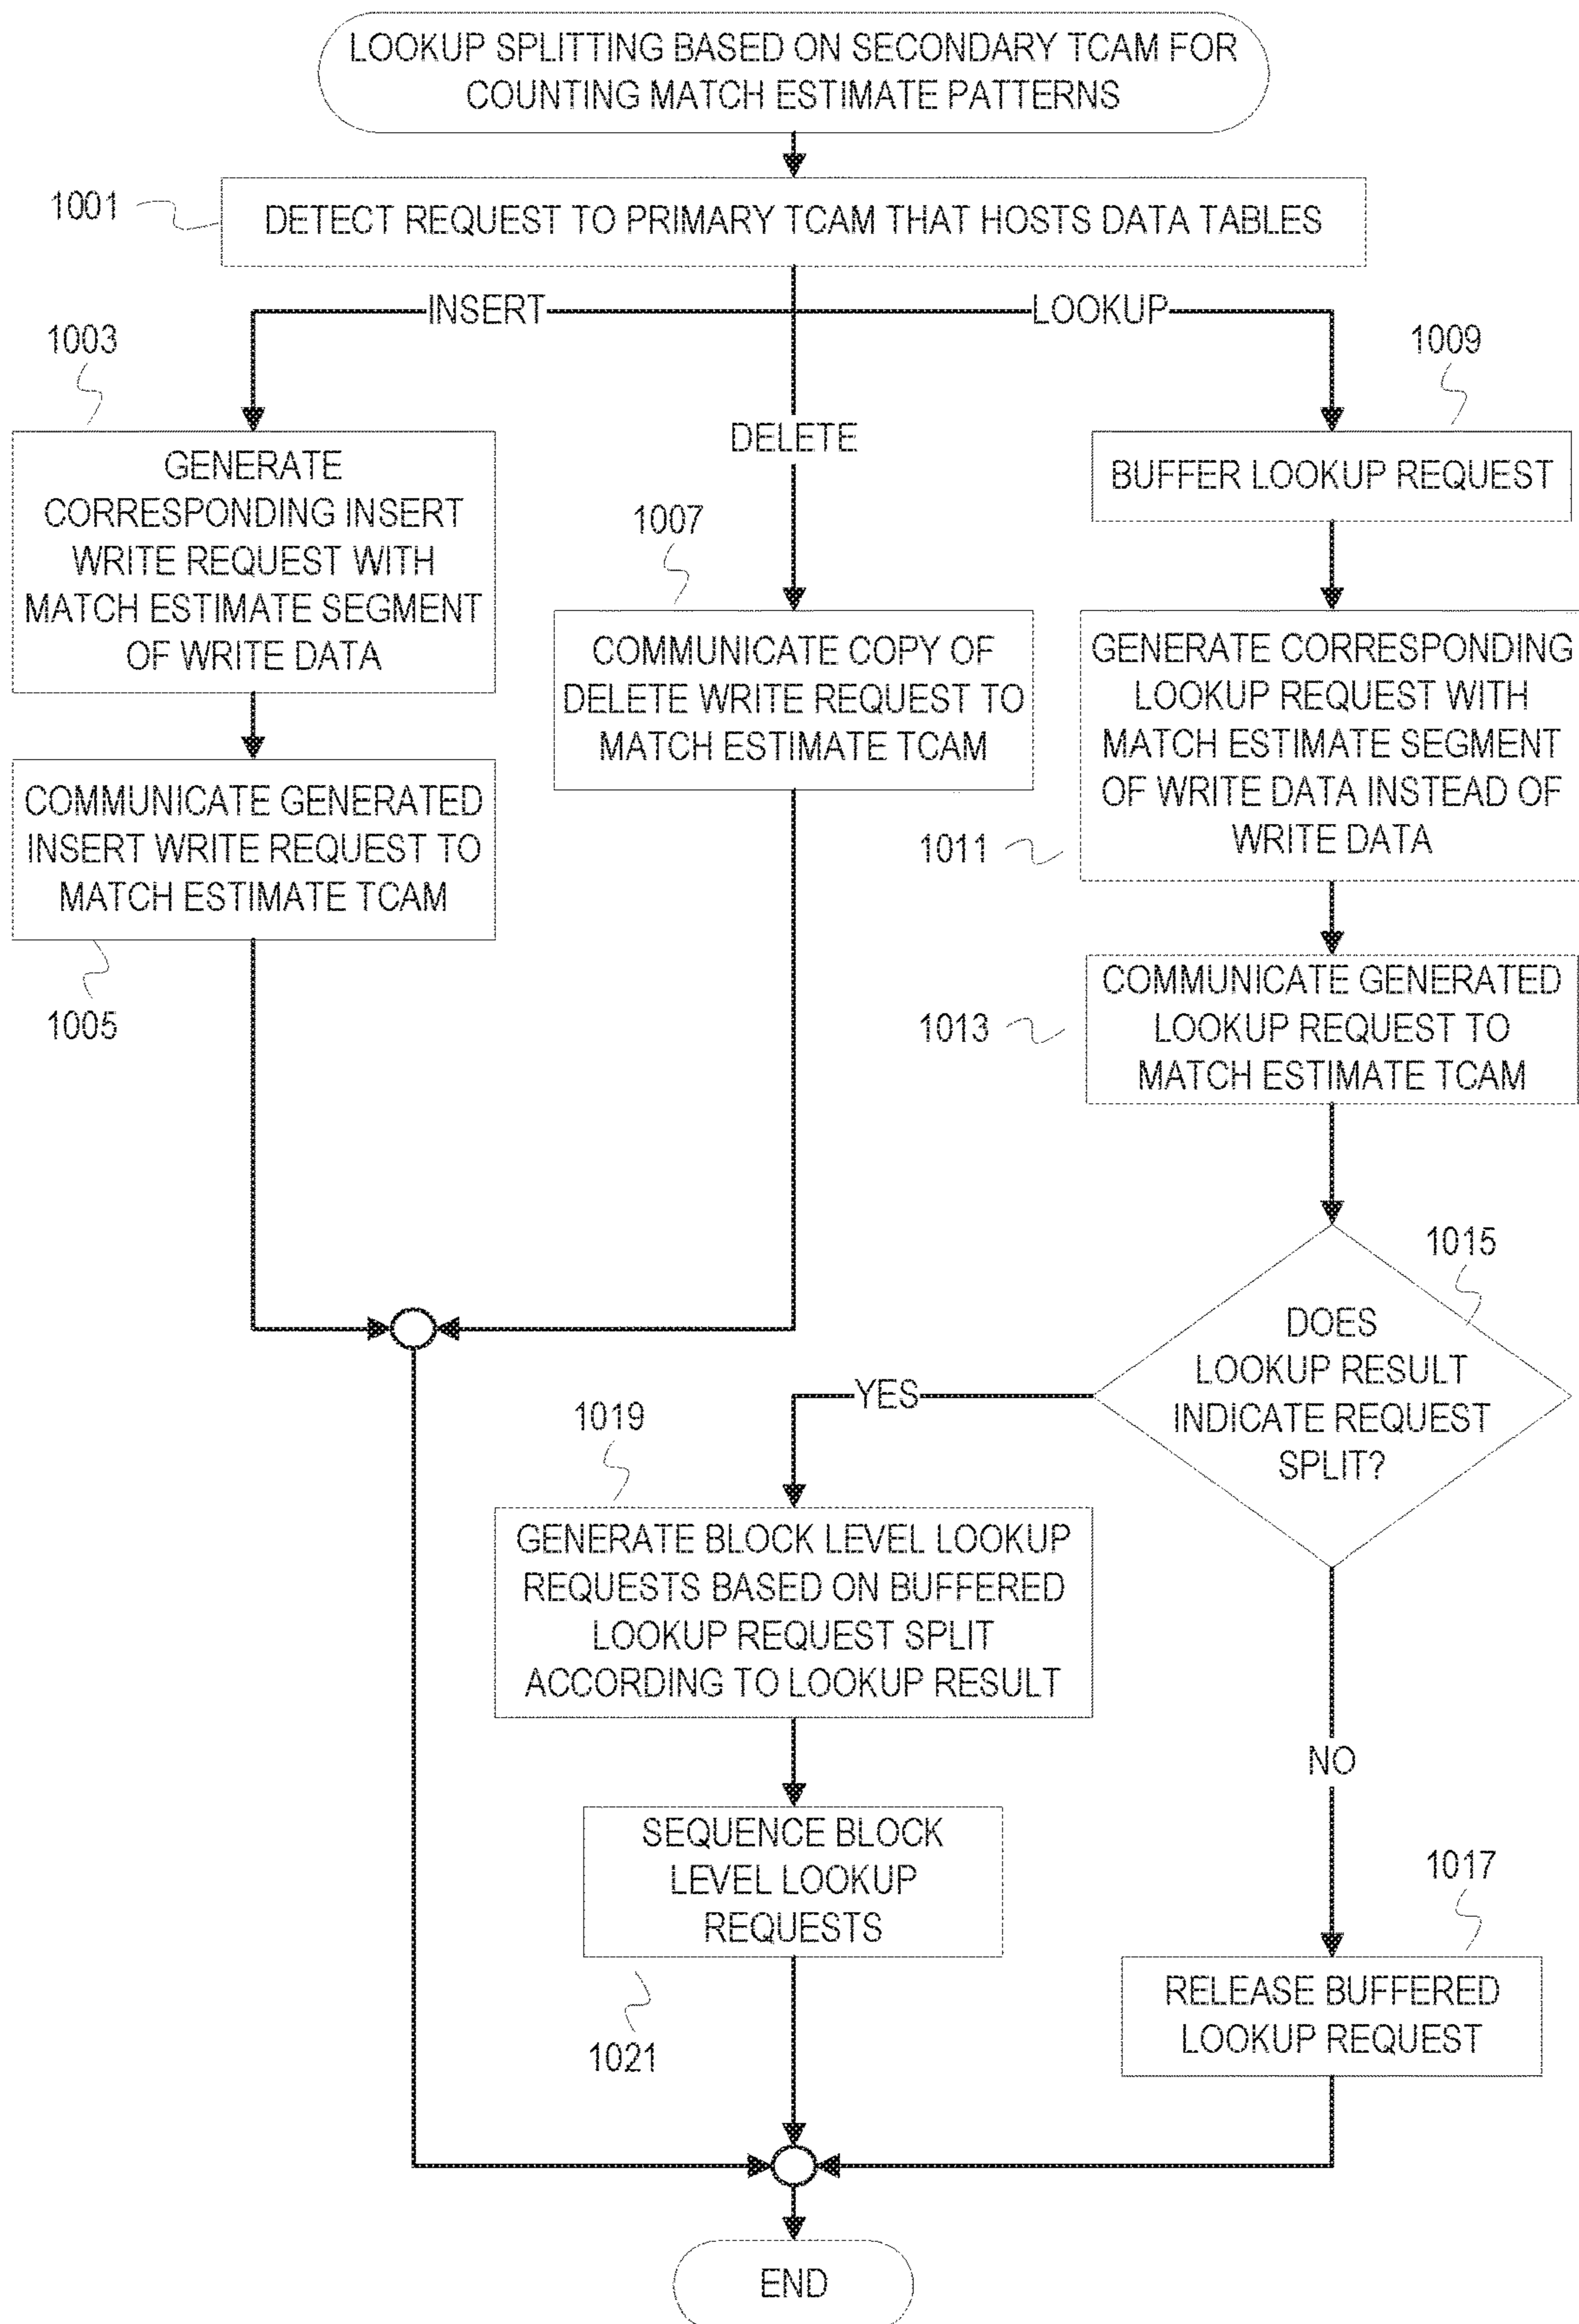 LOOKUP SPLITTING BASED ON SECONDARY TCAM FOR
COUNTING MATCH ESTIMATE PATTERNS
1001
DETECT REQUEST TO PRIMARY TCAM THAT HOSTS DATA TABLES
INSERT
LOOKUP
1003
1009
GENERATE
CORRESPONDING INSERT
WRITE REQUEST WITH
MATCH ESTIMATE SEGMENT
OF WRITE DATA
DELETE
BUFFER LOOKUP REQUEST
1007
COMMUNICATE COPY OF
DELETE WRITE REQUEST TO
MATCH ESTIMATE TCAM
GENERATE CORRESPONDING
LOOKUP REQUEST WITH
MATCH ESTIMATE SEGMENT
OF WRITE DATA INSTEAD OF
WRITE DATA
1011
COMMUNICATE GENERATED
INSERT WRITE REQUEST TO
MATCH ESTIMATE TCAM
1005
COMMUNICATE GENERATED
LOOKUP REQUEST TO
MATCH ESTIMATE TCAM
1013
1015
DOES
LOOKUP RESULT
INDICATE REQUEST
SPLIT?
YES
1019
GENERATE BLOCK LEVEL LOOKUP
REQUESTS BASED ON BUFFERED
LOOKUP REQUEST SPLIT
ACCORDING TO LOOKUP RESULT
NO
SEQUENCE BLOCK
LEVEL LOOKUP
REQUESTS
1021
1017
RELEASE BUFFERED
LOOKUP REQUEST
END